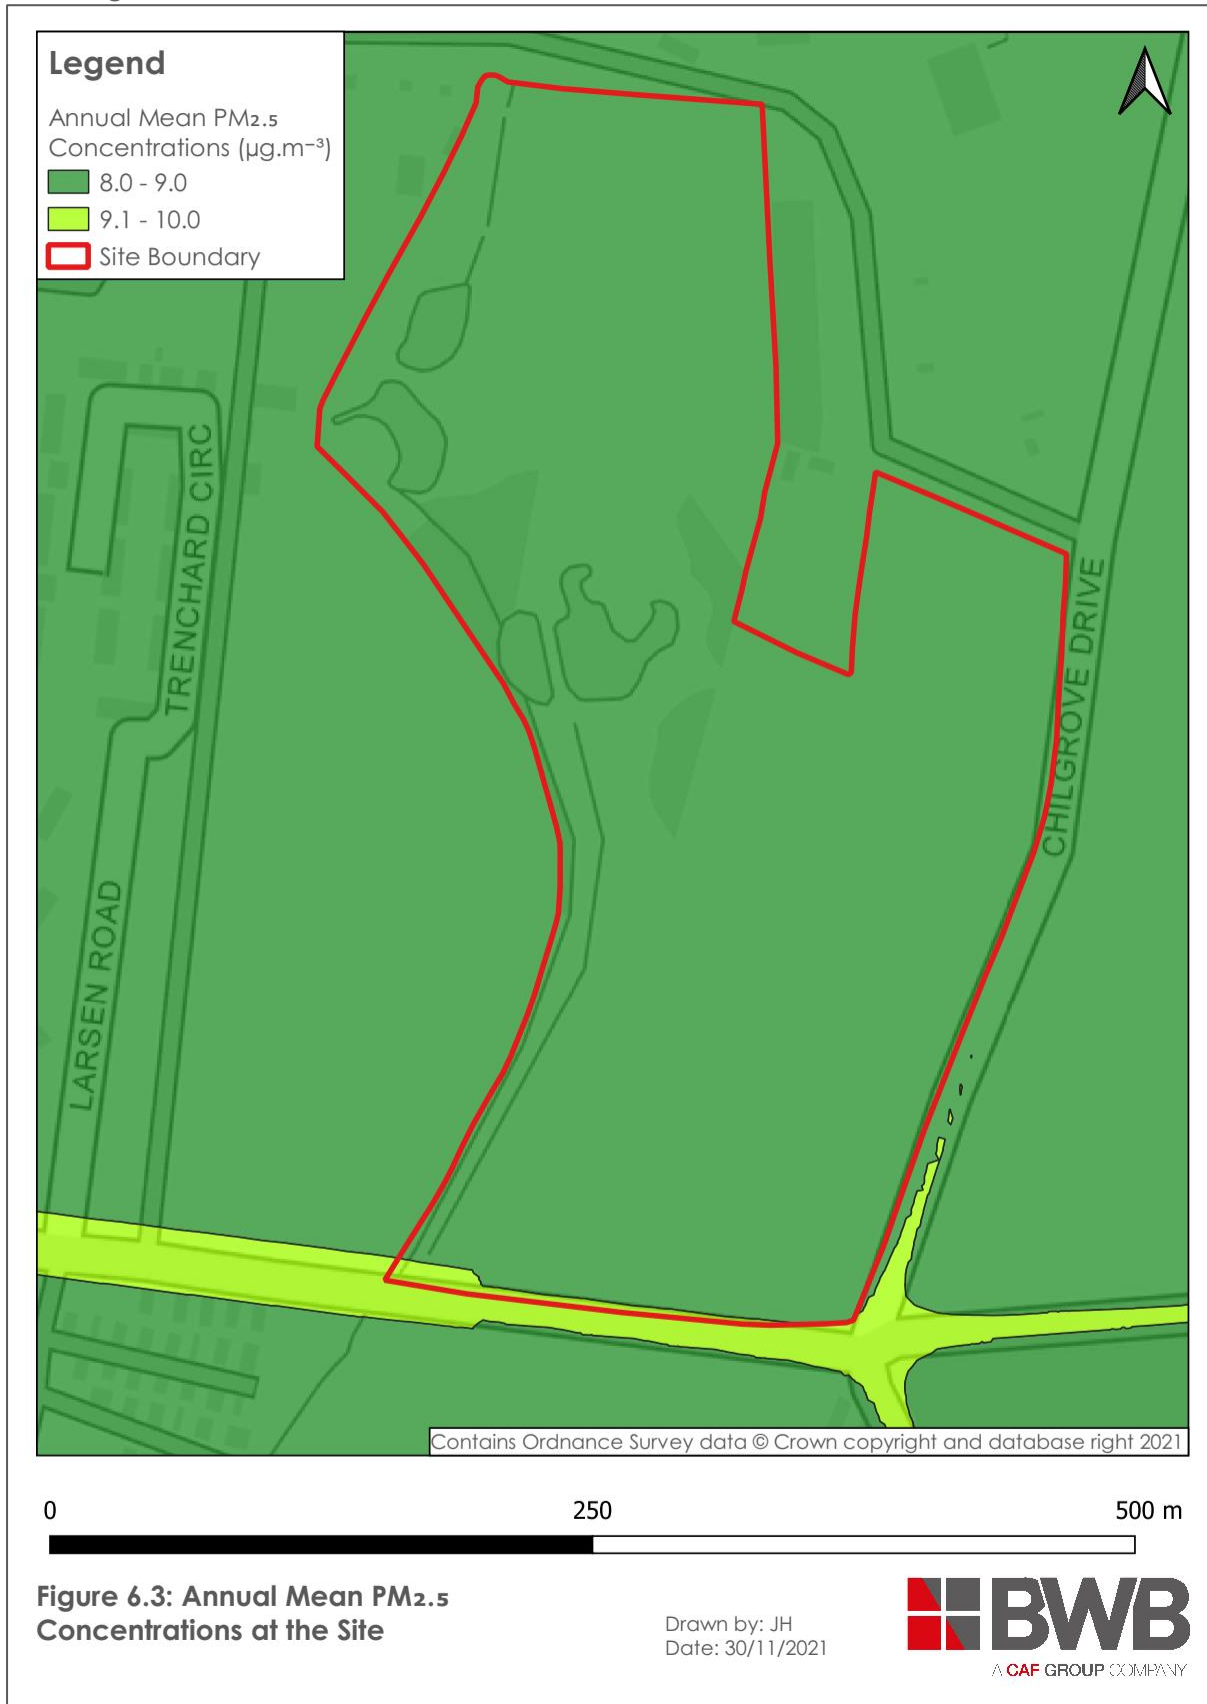 Legend
Annual Mean PM₂.₅
Concentrations (µg.m⁻³)
8.0 - 9.0
9.1 - 10.0
Site Boundary
TRENCHARD CIRC
CHILGROVE DRIVE
LARSEN ROAD
Contains Ordnance Survey data © Crown copyright and database right 2021
0 250 500 m
Figure 6.3: Annual Mean PM₂.₅
Concentrations at the Site
Drawn by: JH
Date: 30/11/2021
BWB
A CAF GROUP COMPANY